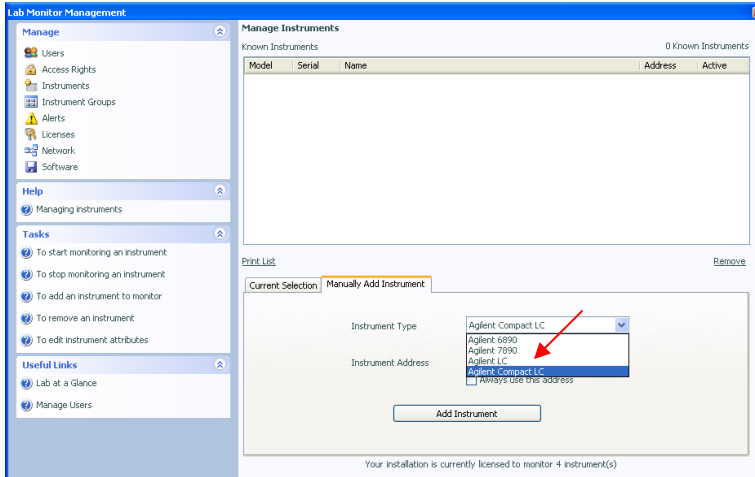 Lab Monitor Management
Manage
Users
Access Rights
Instruments
Instrument Groups
Alerts
Licenses
Network
Software
Help
Managing instruments
Tasks
To start monitoring an instrument
To stop monitoring an instrument
To add an instrument to monitor
To remove an instrument
To edit instrument attributes
Useful Links
Lab at a Glance
Manage Users
Manage Instruments
Known Instruments 0 Known Instruments
Model Serial Name Address Active
Print List Remove
Current Selection Manually Add Instrument
Instrument Type Agilent Compact LC
Agilent 6890
Agilent 7890
Agilent LC
Agilent Compact LC
Instrument Address
Always use this address
Add Instrument
Your installation is currently licensed to monitor 4 instrument(s)